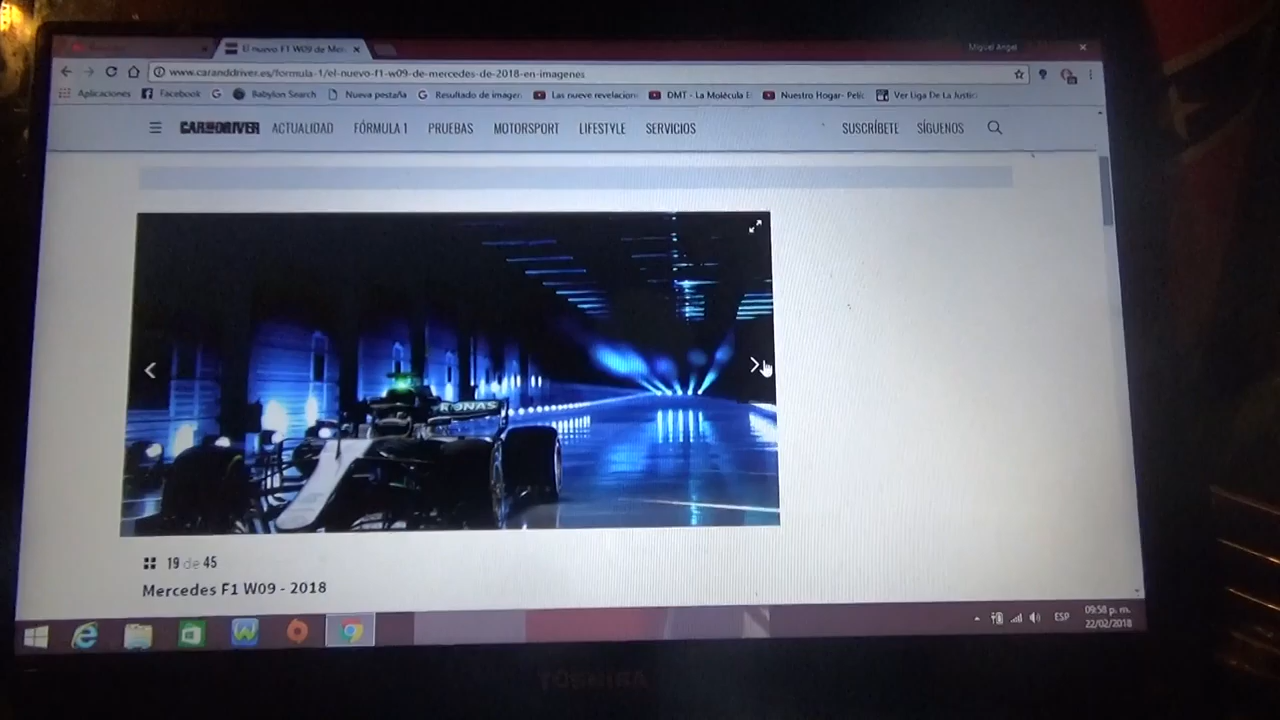 El nuevo F1 W09 de Mer
Miguel Angel
www.caranddriver.es/formula-1/el-nuevo-f1-w09-de-mercedes-de-2018-en-imagenes
Aplicaciones Facebook Babylon Search Nueva pestaña Resultado de imagen Las nueve revelacion DMT - La Molécula E Nuestro Hogar- Pelíc Ver Liga De La Justic
CAR AND DRIVER ACTUALIDAD FÓRMULA 1 PRUEBAS MOTORSPORT LIFESTYLE SERVICIOS SUSCRÍBETE SÍGUENOS
RONAS
19 de 45
Mercedes F1 W09 - 2018
ESP
09:58 p. m.
22/02/2018
TOSHIBA